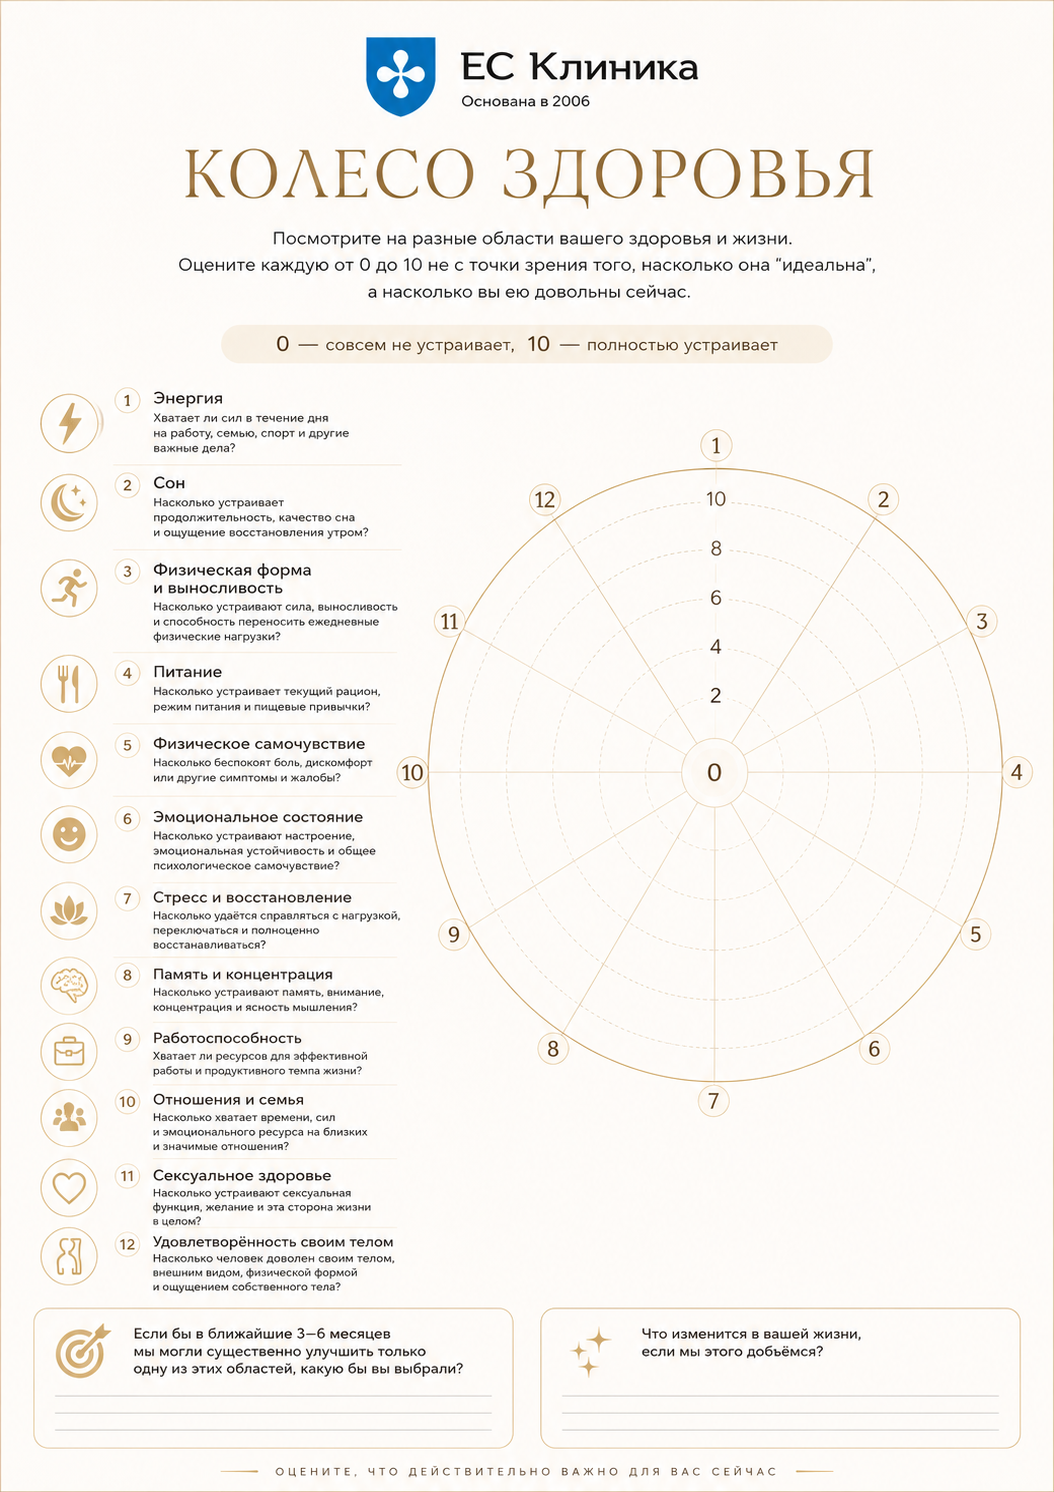 ЕС Клиника
Основана в 2006
КОЛЕСО ЗДОРОВЬЯ
Посмотрите на разные области вашего здоровья и жизни.
Оцените каждую от 0 до 10 не с точки зрения того, насколько она "идеальна",
а насколько вы ею довольны сейчас.
0 — совсем не устраивает, 10 — полностью устраивает
1 Энергия
Хватает ли сил в течение дня
на работу, семью, спорт и другие
важные дела?
2 Сон
Насколько устраивает
продолжительность, качество сна
и ощущение восстановления утром?
3 Физическая форма
и выносливость
Насколько устраивают сила, выносливость
и способность переносить ежедневные
физические нагрузки?
4 Питание
Насколько устраивает текущий рацион,
режим питания и пищевые привычки?
5 Физическое самочувствие
Насколько беспокоят боль, дискомфорт
или другие симптомы и жалобы?
6 Эмоциональное состояние
Насколько устраивают настроение,
эмоциональная устойчивость и общее
психологическое самочувствие?
7 Стресс и восстановление
Насколько удаётся справляться с нагрузкой,
переключаться и полноценно
восстанавливаться?
8 Память и концентрация
Насколько устраивают память, внимание,
концентрация и ясность мышления?
9 Работоспособность
Хватает ли ресурсов для эффективной
работы и продуктивного темпа жизни?
10 Отношения и семья
Насколько хватает времени, сил
и эмоционального ресурса на близких
и значимые отношения?
11 Сексуальное здоровье
Насколько устраивают сексуальная
функция, желание и эта сторона жизни
в целом?
12 Удовлетворённость своим телом
Насколько человек доволен своим телом,
внешним видом, физической формой
и ощущением собственного тела?
1
12 10 2
8
6
11 3
4
2
10 0 4
9 5
8 6
7
Если бы в ближайшие 3–6 месяцев
мы могли существенно улучшить только
одну из этих областей, какую бы вы выбрали?
Что изменится в вашей жизни,
если мы этого добьёмся?
ОЦЕНИТЕ, ЧТО ДЕЙСТВИТЕЛЬНО ВАЖНО ДЛЯ ВАС СЕЙЧАС